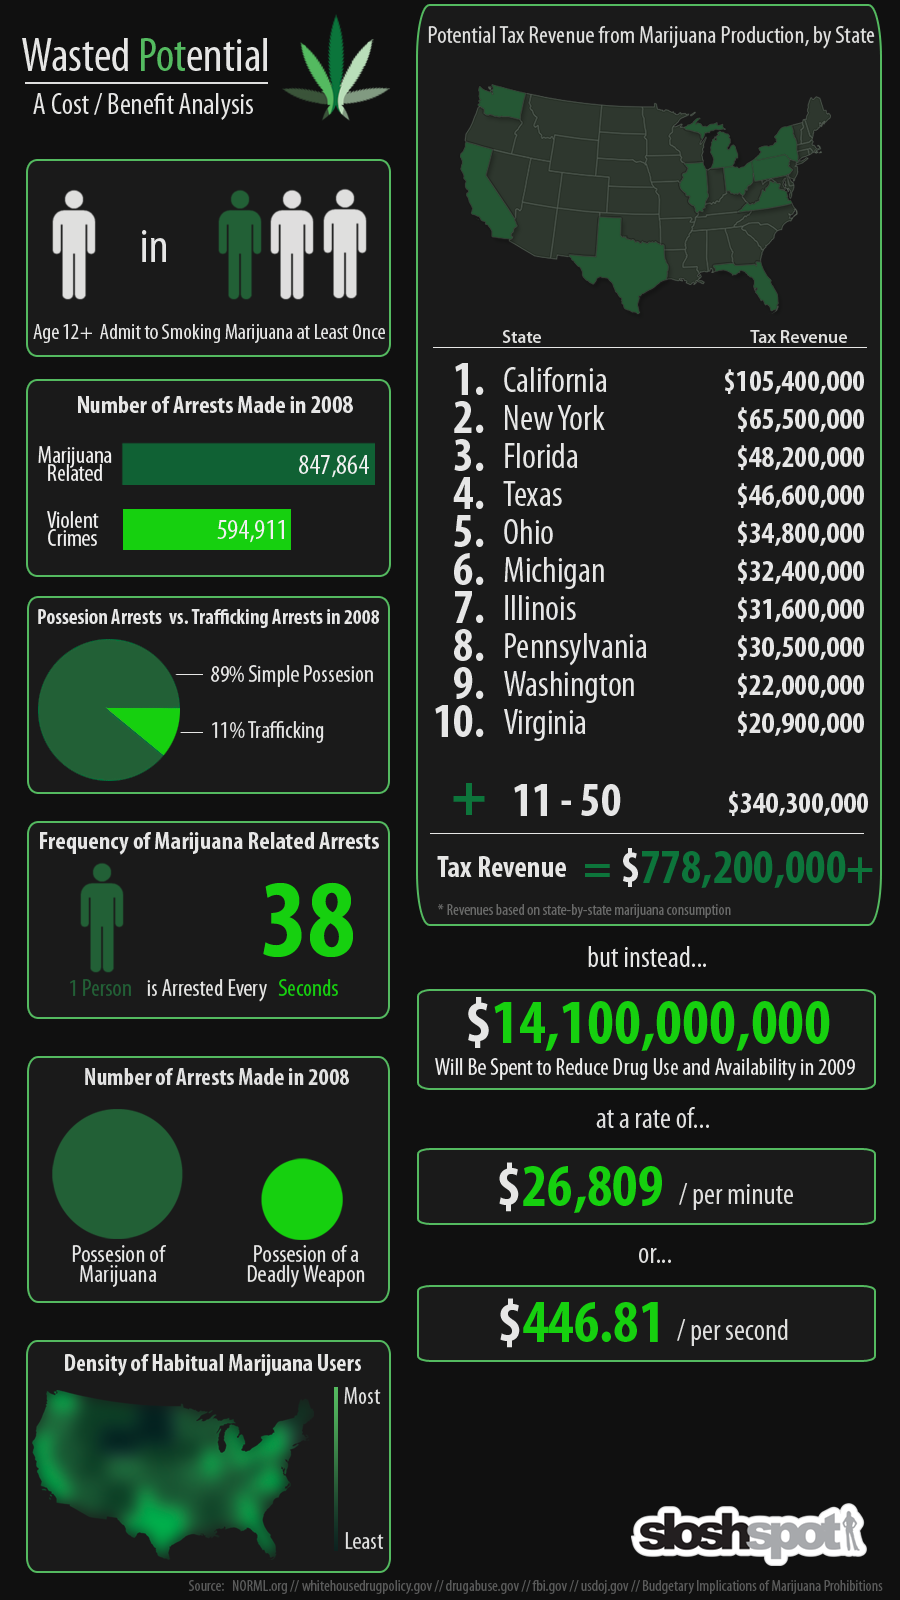 Wasted Potential
A Cost / Benefit Analysis
in
Age 12+ Admit to Smoking Marijuana at Least Once
Number of Arrests Made in 2008
Marijuana
Related
847,864
Violent
Crimes
594,911
Possesion Arrests vs. Trafficking Arrests in 2008
89% Simple Possesion
11% Trafficking
Frequency of Marijuana Related Arrests
38
1 Person is Arrested Every Seconds
Number of Arrests Made in 2008
Possesion of
Marijuana
Possesion of a
Deadly Weapon
Density of Habitual Marijuana Users
Most
Least
Potential Tax Revenue from Marijuana Production, by State
State Tax Revenue
1. California $105,400,000
2. New York $65,500,000
3. Florida $48,200,000
4. Texas $46,600,000
5. Ohio $34,800,000
6. Michigan $32,400,000
7. Illinois $31,600,000
8. Pennsylvania $30,500,000
9. Washington $22,000,000
10. Virginia $20,900,000
+ 11 - 50 $340,300,000
Tax Revenue = $778,200,000+
* Revenues based on state-by-state marijuana consumption
but instead...
$14,100,000,000
Will Be Spent to Reduce Drug Use and Availability in 2009
at a rate of...
$26,809 / per minute
or...
$446.81 / per second
sloshspot
Source: NORML.org // whitehousedrugpolicy.gov // drugabuse.gov // fbi.gov // usdoj.gov // Budgetary Implications of Marijuana Prohibitions